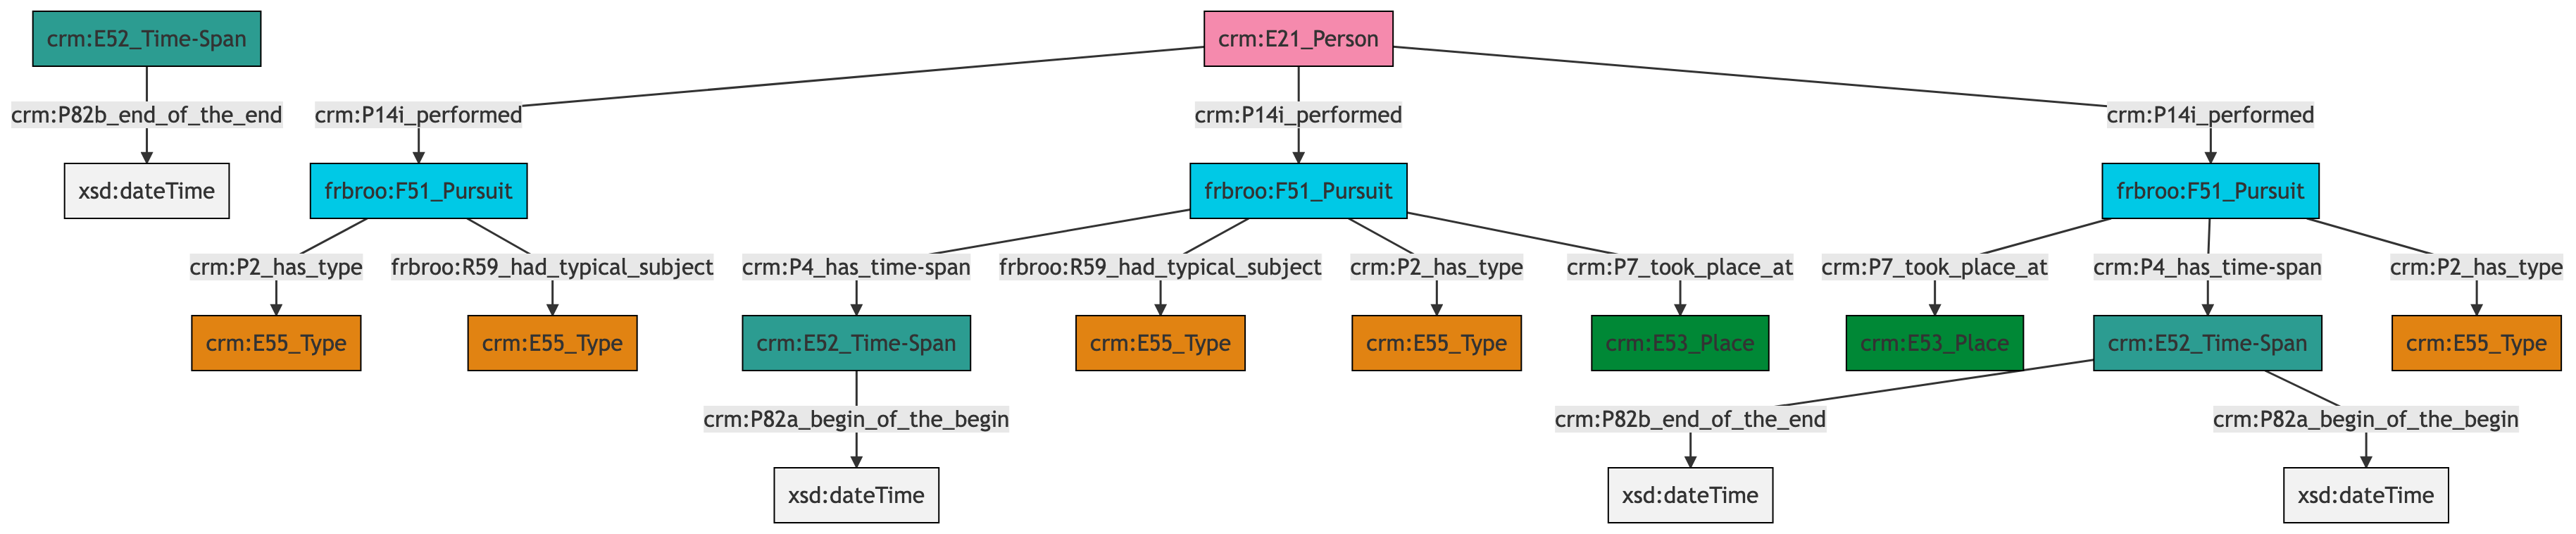 crm:E52_Time-Span
crm:E21_Person
crm:P82b_end_of_the_end
crm:P14i_performed
crm:P14i_performed
crm:P14i_performed
xsd:dateTime
frbroo:F51_Pursuit
frbroo:F51_Pursuit
frbroo:F51_Pursuit
crm:P2_has_type
frbroo:R59_had_typical_subject
crm:P4_has_time-span
frbroo:R59_had_typical_subject
crm:P2_has_type
crm:P7_took_place_at
crm:P7_took_place_at
crm:P4_has_time-span
crm:P2_has_type
crm:E55_Type
crm:E55_Type
crm:E52_Time-Span
crm:E55_Type
crm:E55_Type
crm:E53_Place
crm:E53_Place
crm:E52_Time-Span
crm:E55_Type
crm:P82a_begin_of_the_begin
crm:P82b_end_of_the_end
crm:P82a_begin_of_the_begin
xsd:dateTime
xsd:dateTime
xsd:dateTime